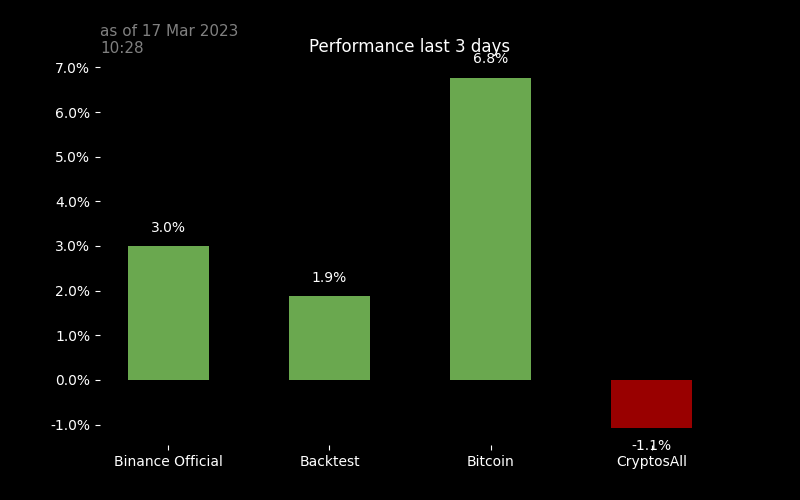 as of 17 Mar 2023
10:28
Performance last 3 days
7.0%
6.0%
5.0%
4.0%
3.0%
2.0%
1.0%
0.0%
-1.0%
3.0%
1.9%
6.8%
-1.1%
Binance Official
Backtest
Bitcoin
CryptosAll